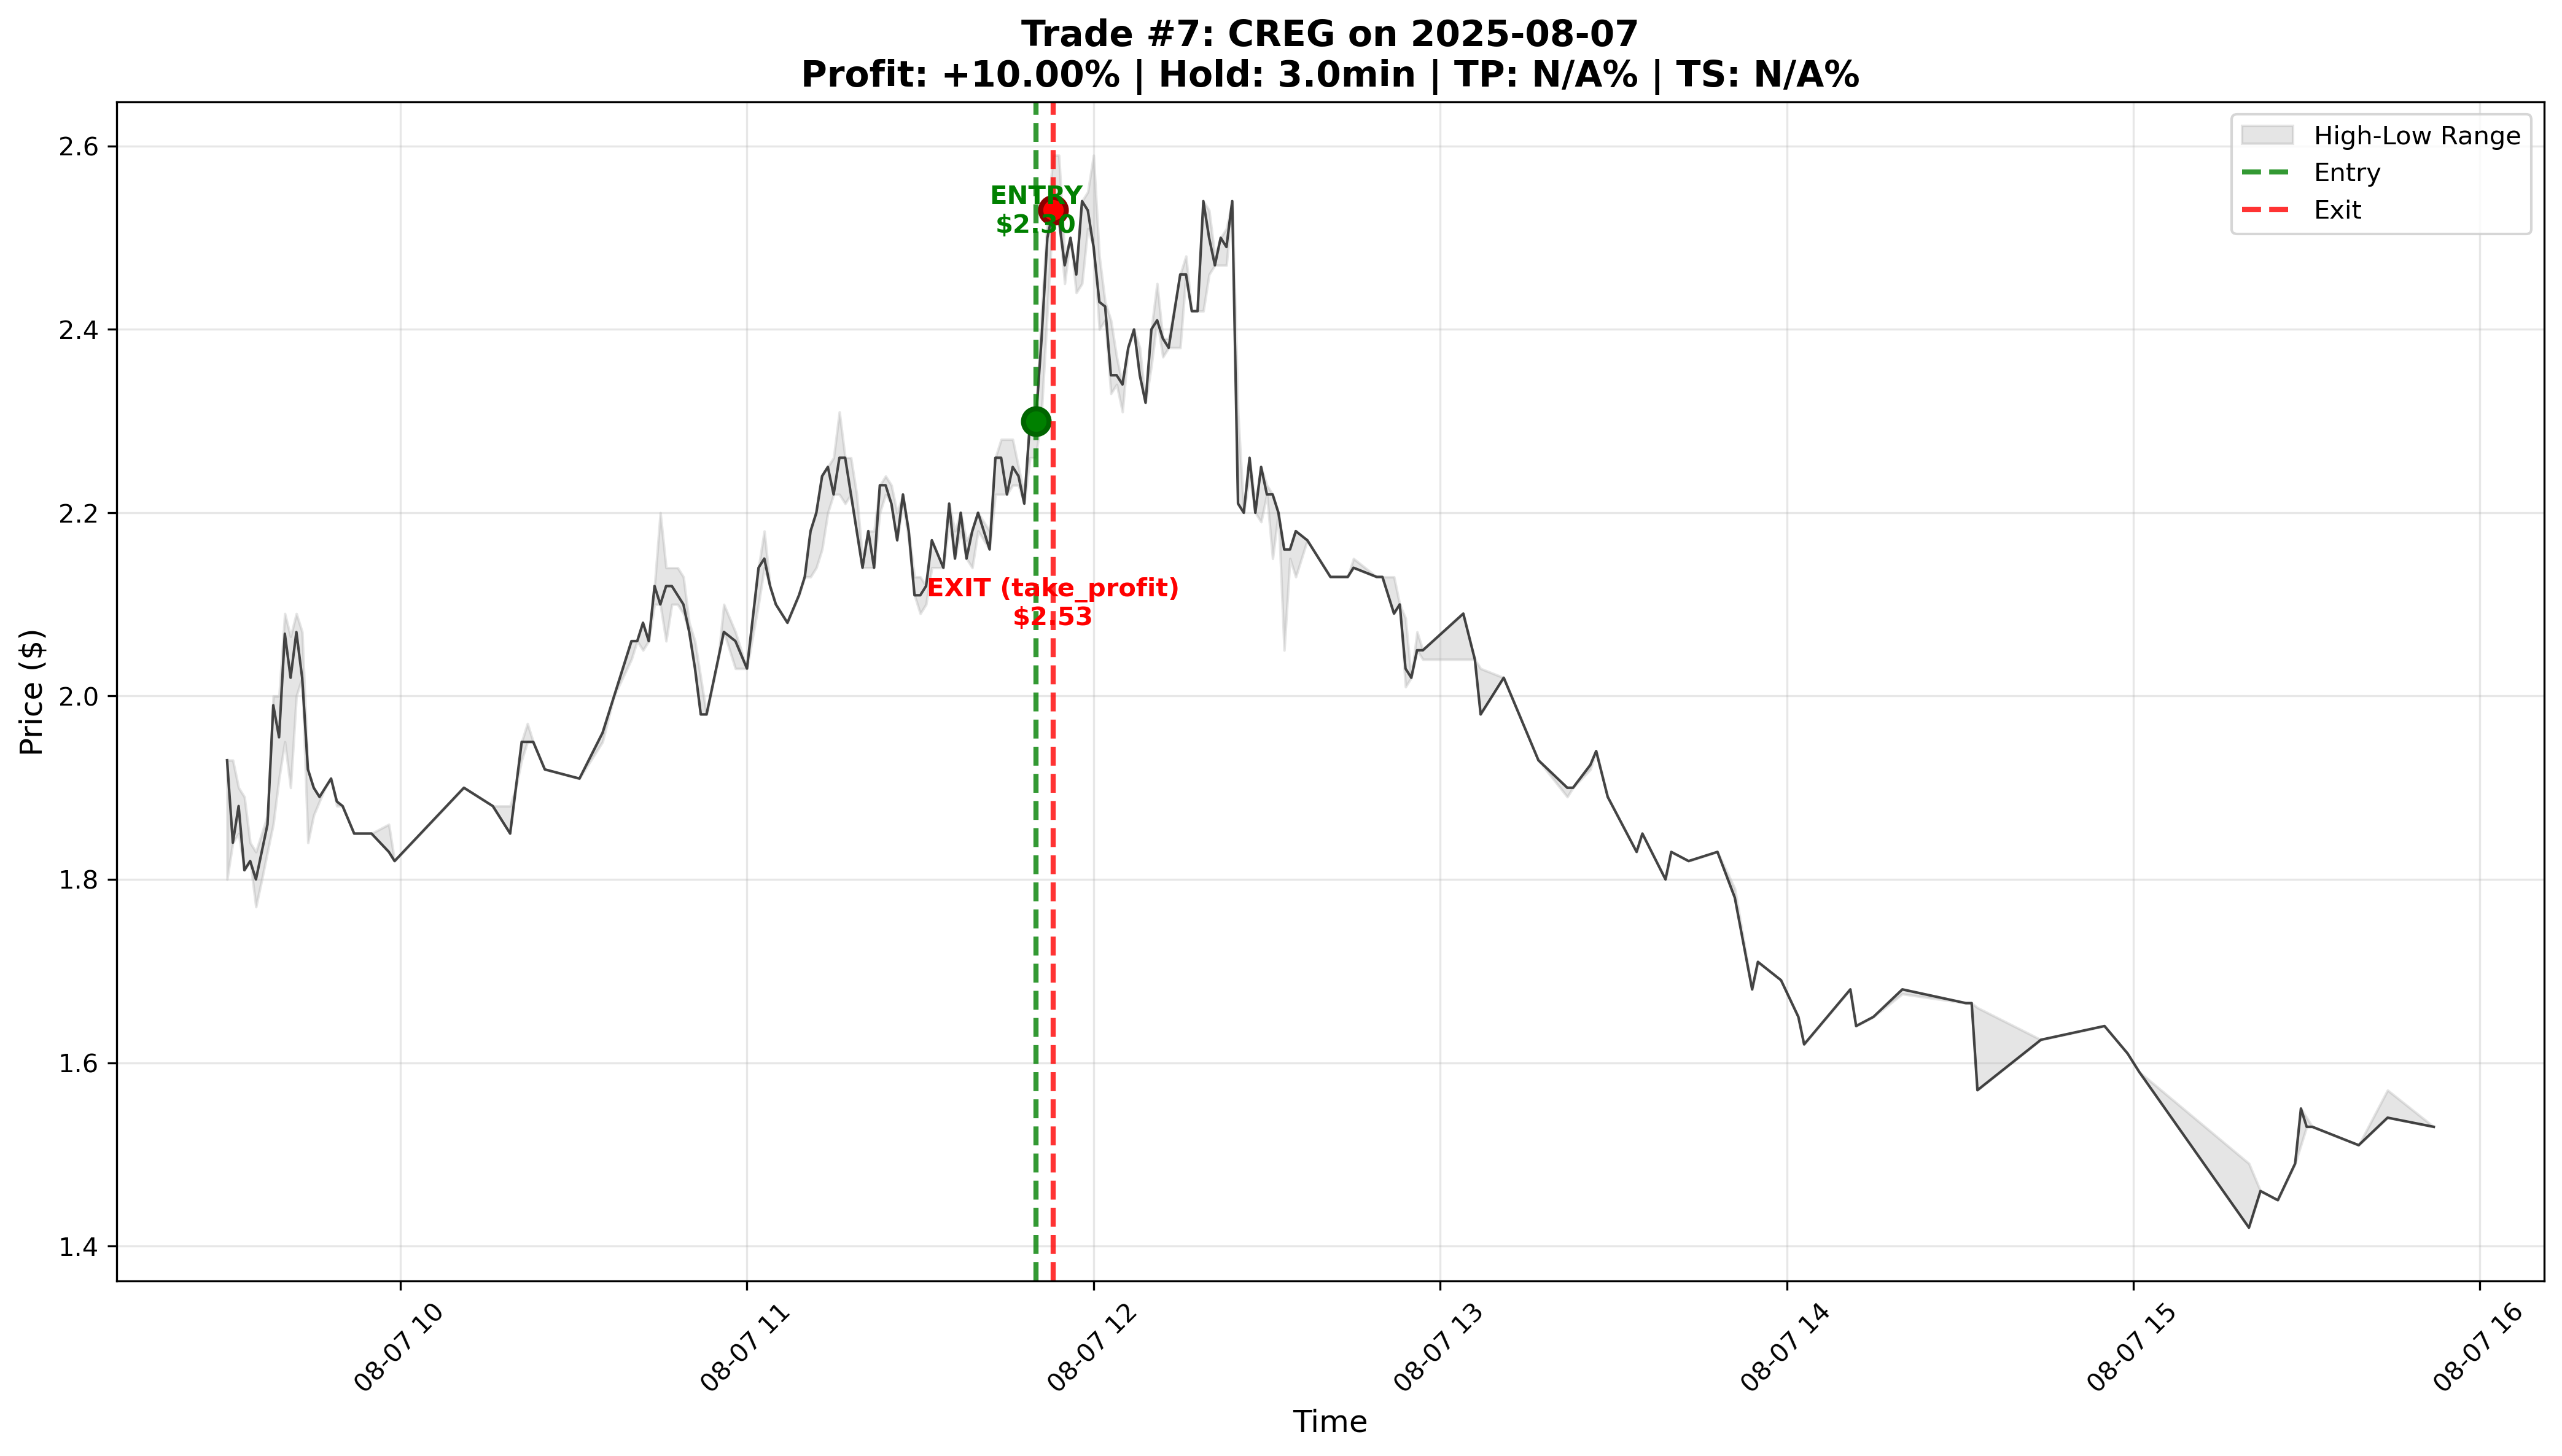 Trade #7: CREG on 2025-08-07
Profit: +10.00% | Hold: 3.0min | TP: N/A% | TS: N/A%
High-Low Range
Entry
Exit
ENTRY
$2.30
EXIT (take_profit)
$2.53
Price ($)
2.6
2.4
2.2
2.0
1.8
1.6
1.4
08-07 10
08-07 11
08-07 12
08-07 13
08-07 14
08-07 15
08-07 16
Time